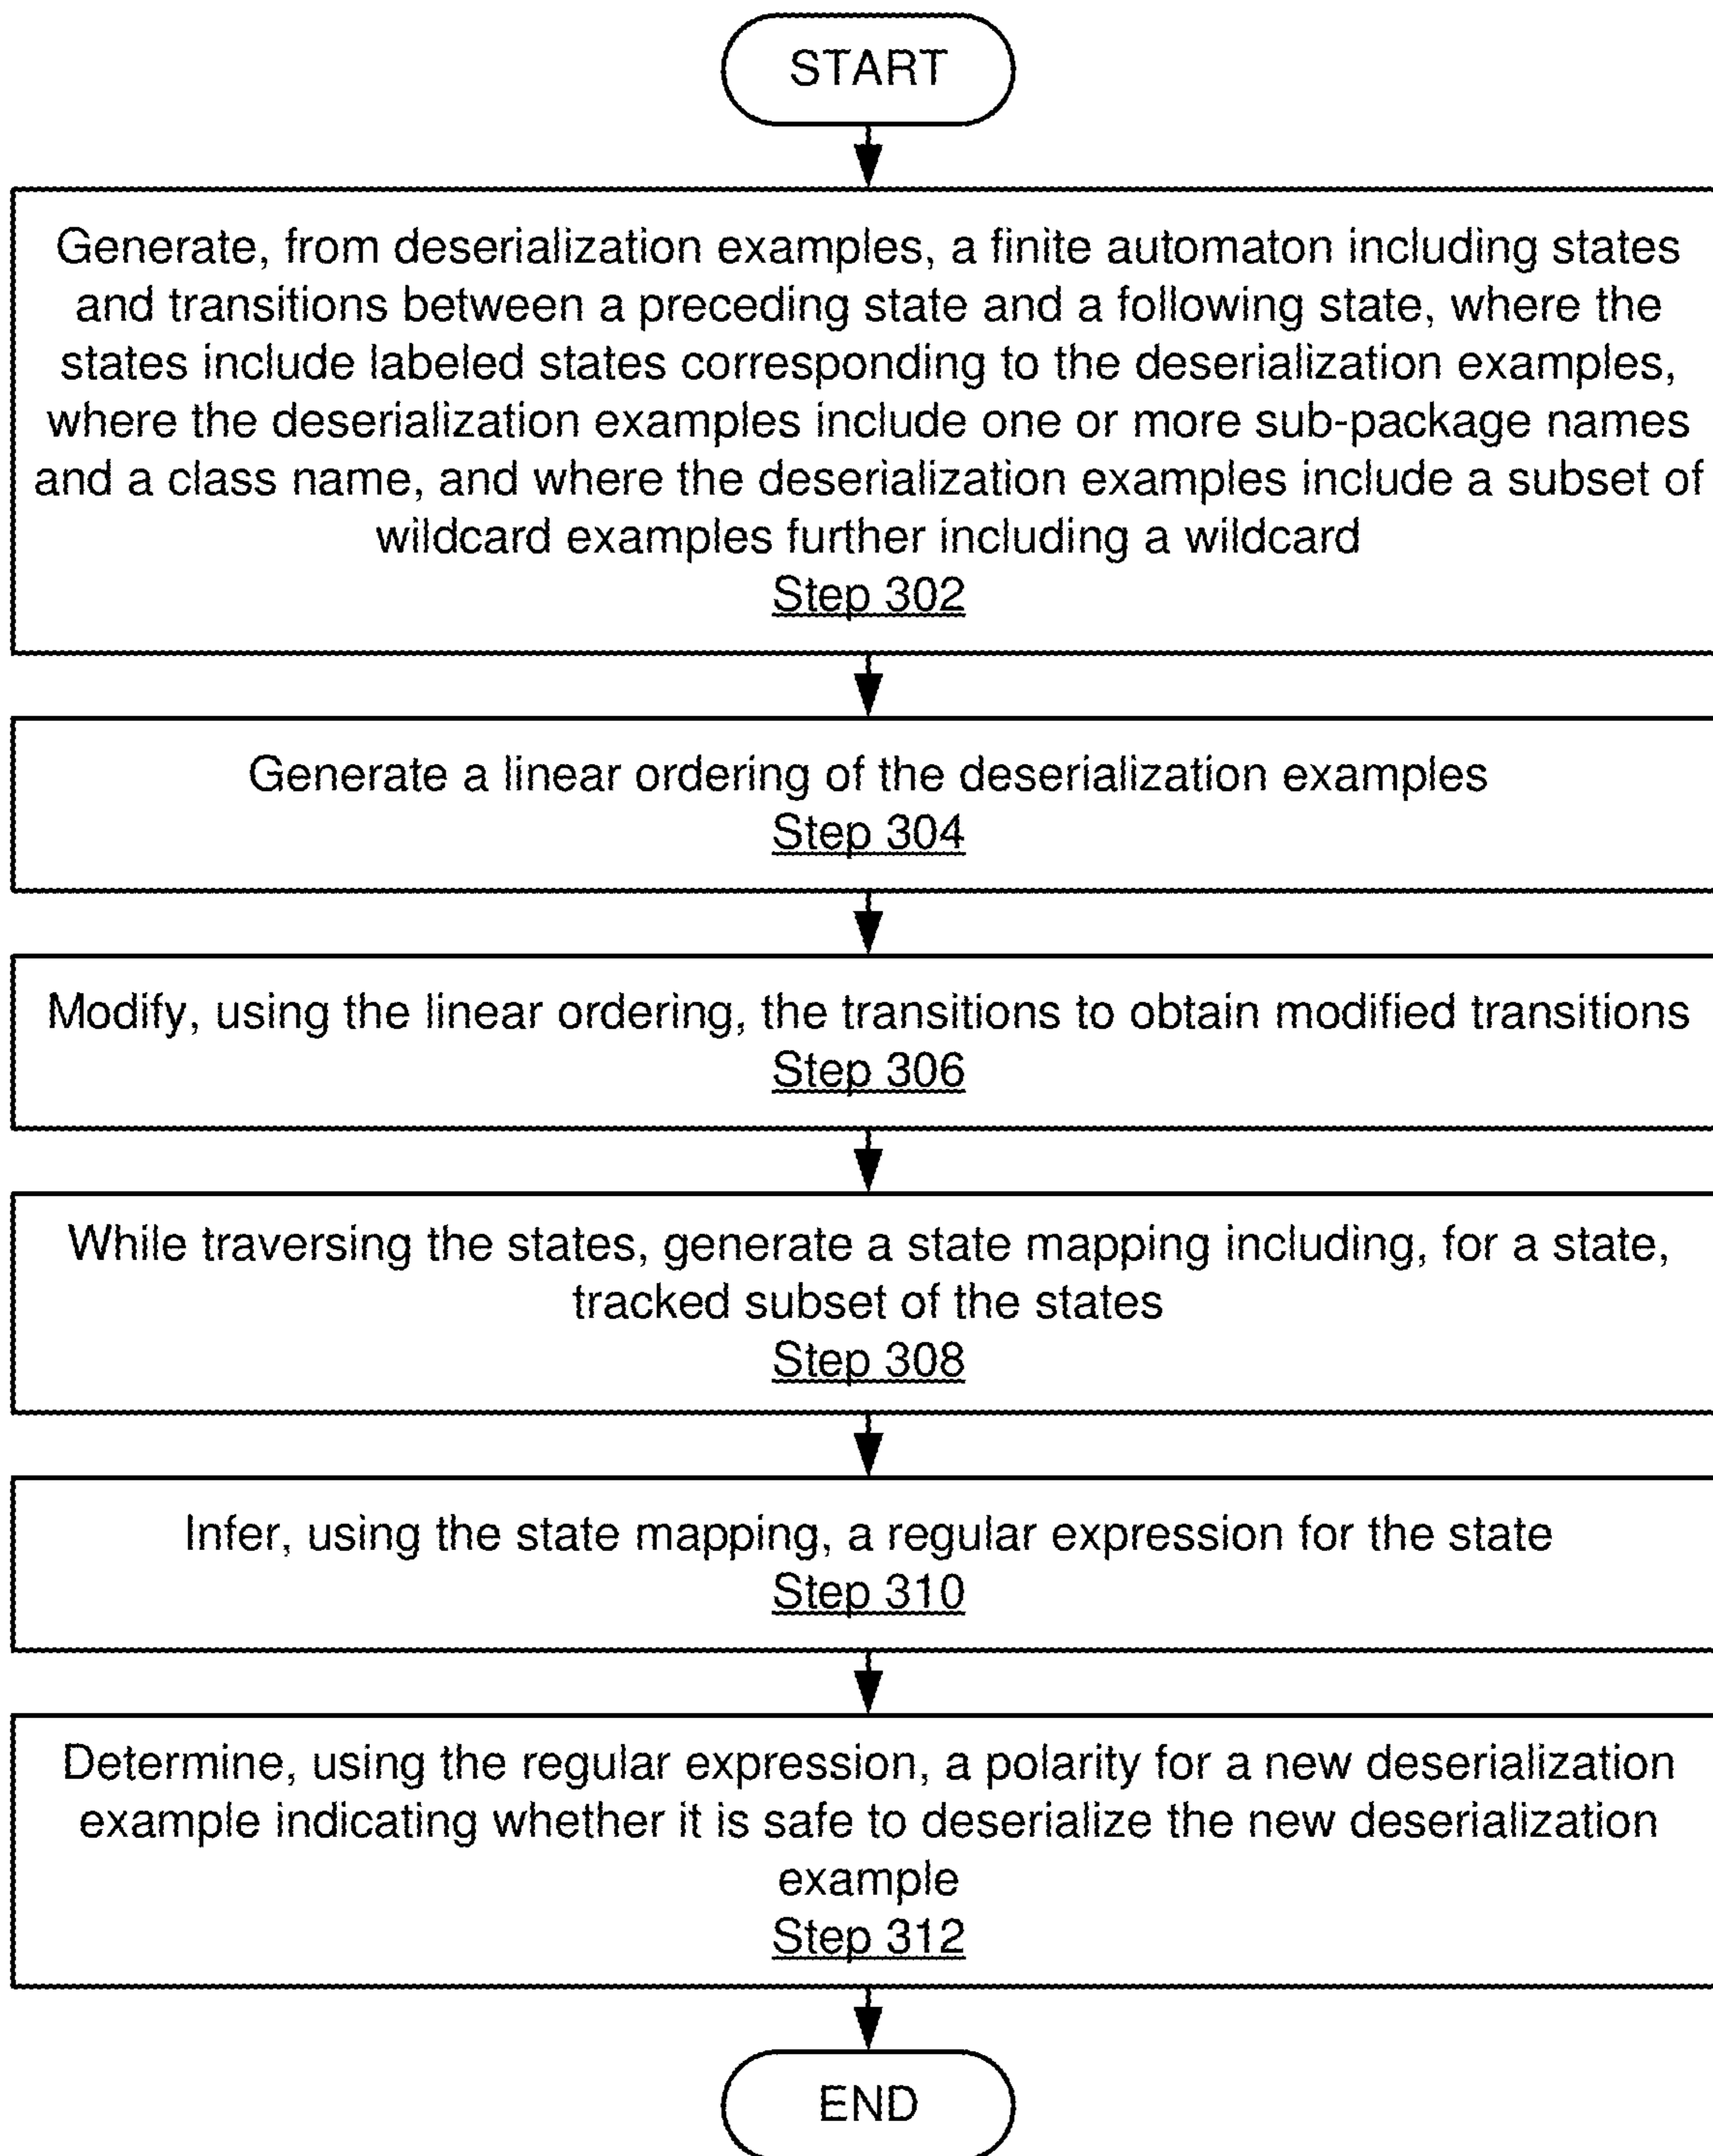 START
Generate, from deserialization examples, a finite automaton including states
and transitions between a preceding state and a following state, where the
states include labeled states corresponding to the deserialization examples,
where the deserialization examples include one or more sub-package names
and a class name, and where the deserialization examples include a subset of
wildcard examples further including a wildcard
Step 302
Generate a linear ordering of the deserialization examples
Step 304
Modify, using the linear ordering, the transitions to obtain modified transitions
Step 306
While traversing the states, generate a state mapping including, for a state,
tracked subset of the states
Step 308
Infer, using the state mapping, a regular expression for the state
Step 310
Determine, using the regular expression, a polarity for a new deserialization
example indicating whether it is safe to deserialize the new deserialization
example
Step 312
END